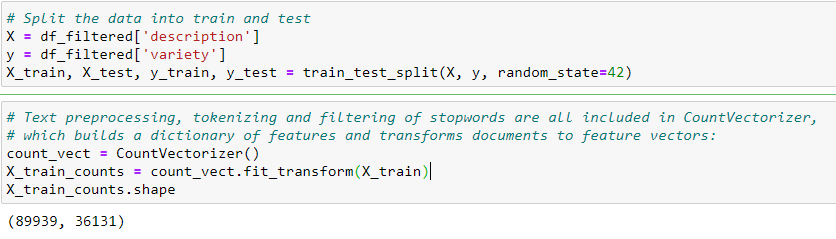 # Split the data into train and test
X = df_filtered['description']
y = df_filtered['variety']
X_train, X_test, y_train, y_test = train_test_split(X, y, random_state=42)
# Text preprocessing, tokenizing and filtering of stopwords are all included in CountVectorizer,
# which builds a dictionary of features and transforms documents to feature vectors:
count_vect = CountVectorizer()
X_train_counts = count_vect.fit_transform(X_train)
X_train_counts.shape
(89939, 36131)